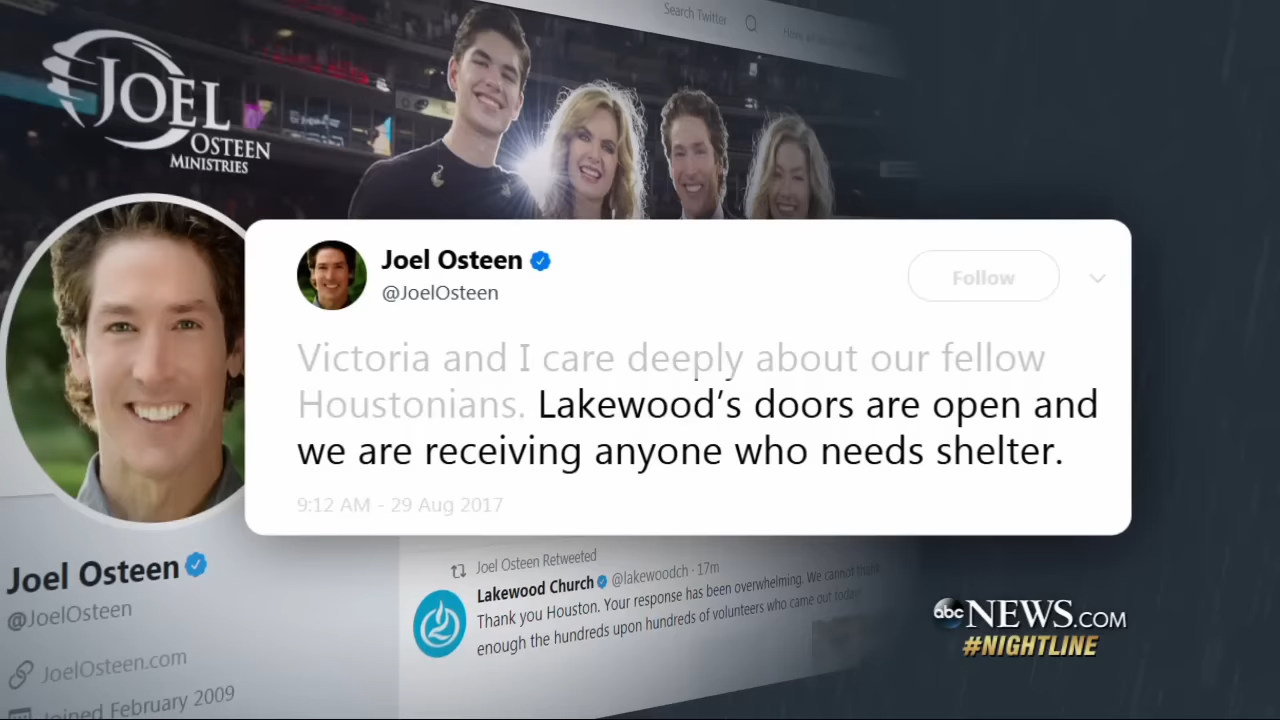 Search Twitter
JOEL
OSTEEN
MINISTRIES
Joel Osteen
@JoelOsteen
Follow
Victoria and I care deeply about our fellow
Houstonians. Lakewood's doors are open and
we are receiving anyone who needs shelter.
9:12 AM - 29 Aug 2017
Joel Osteen
@JoelOsteen
JoelOsteen.com
Joined February 2009
Joel Osteen Retweeted
Lakewood Church @lakewoodch · 17m
Thank you Houston. Your response has been overwhelming. We cannot thank
enough the hundreds upon hundreds of volunteers who came out today
abc NEWS.COM
#NIGHTLINE